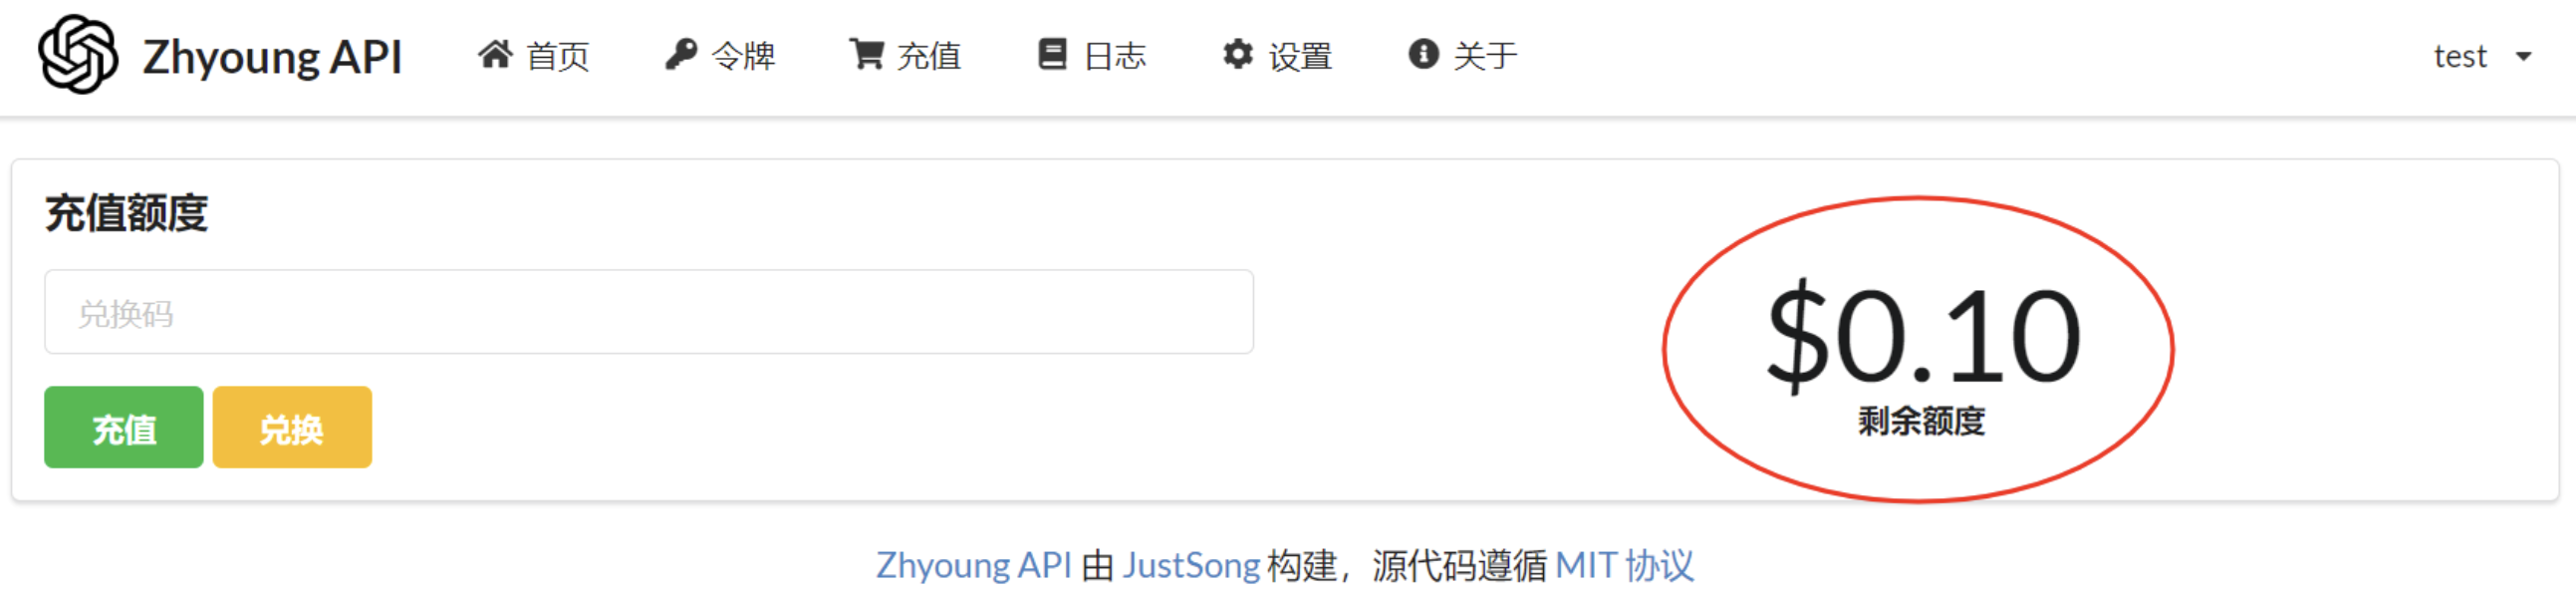 Zhyoung API 首页 令牌 充值 日志 设置 关于 test
充值额度
兑换码
$0.10
剩余额度
充值 兑换
Zhyoung API 由 JustSong 构建，源代码遵循 MIT 协议